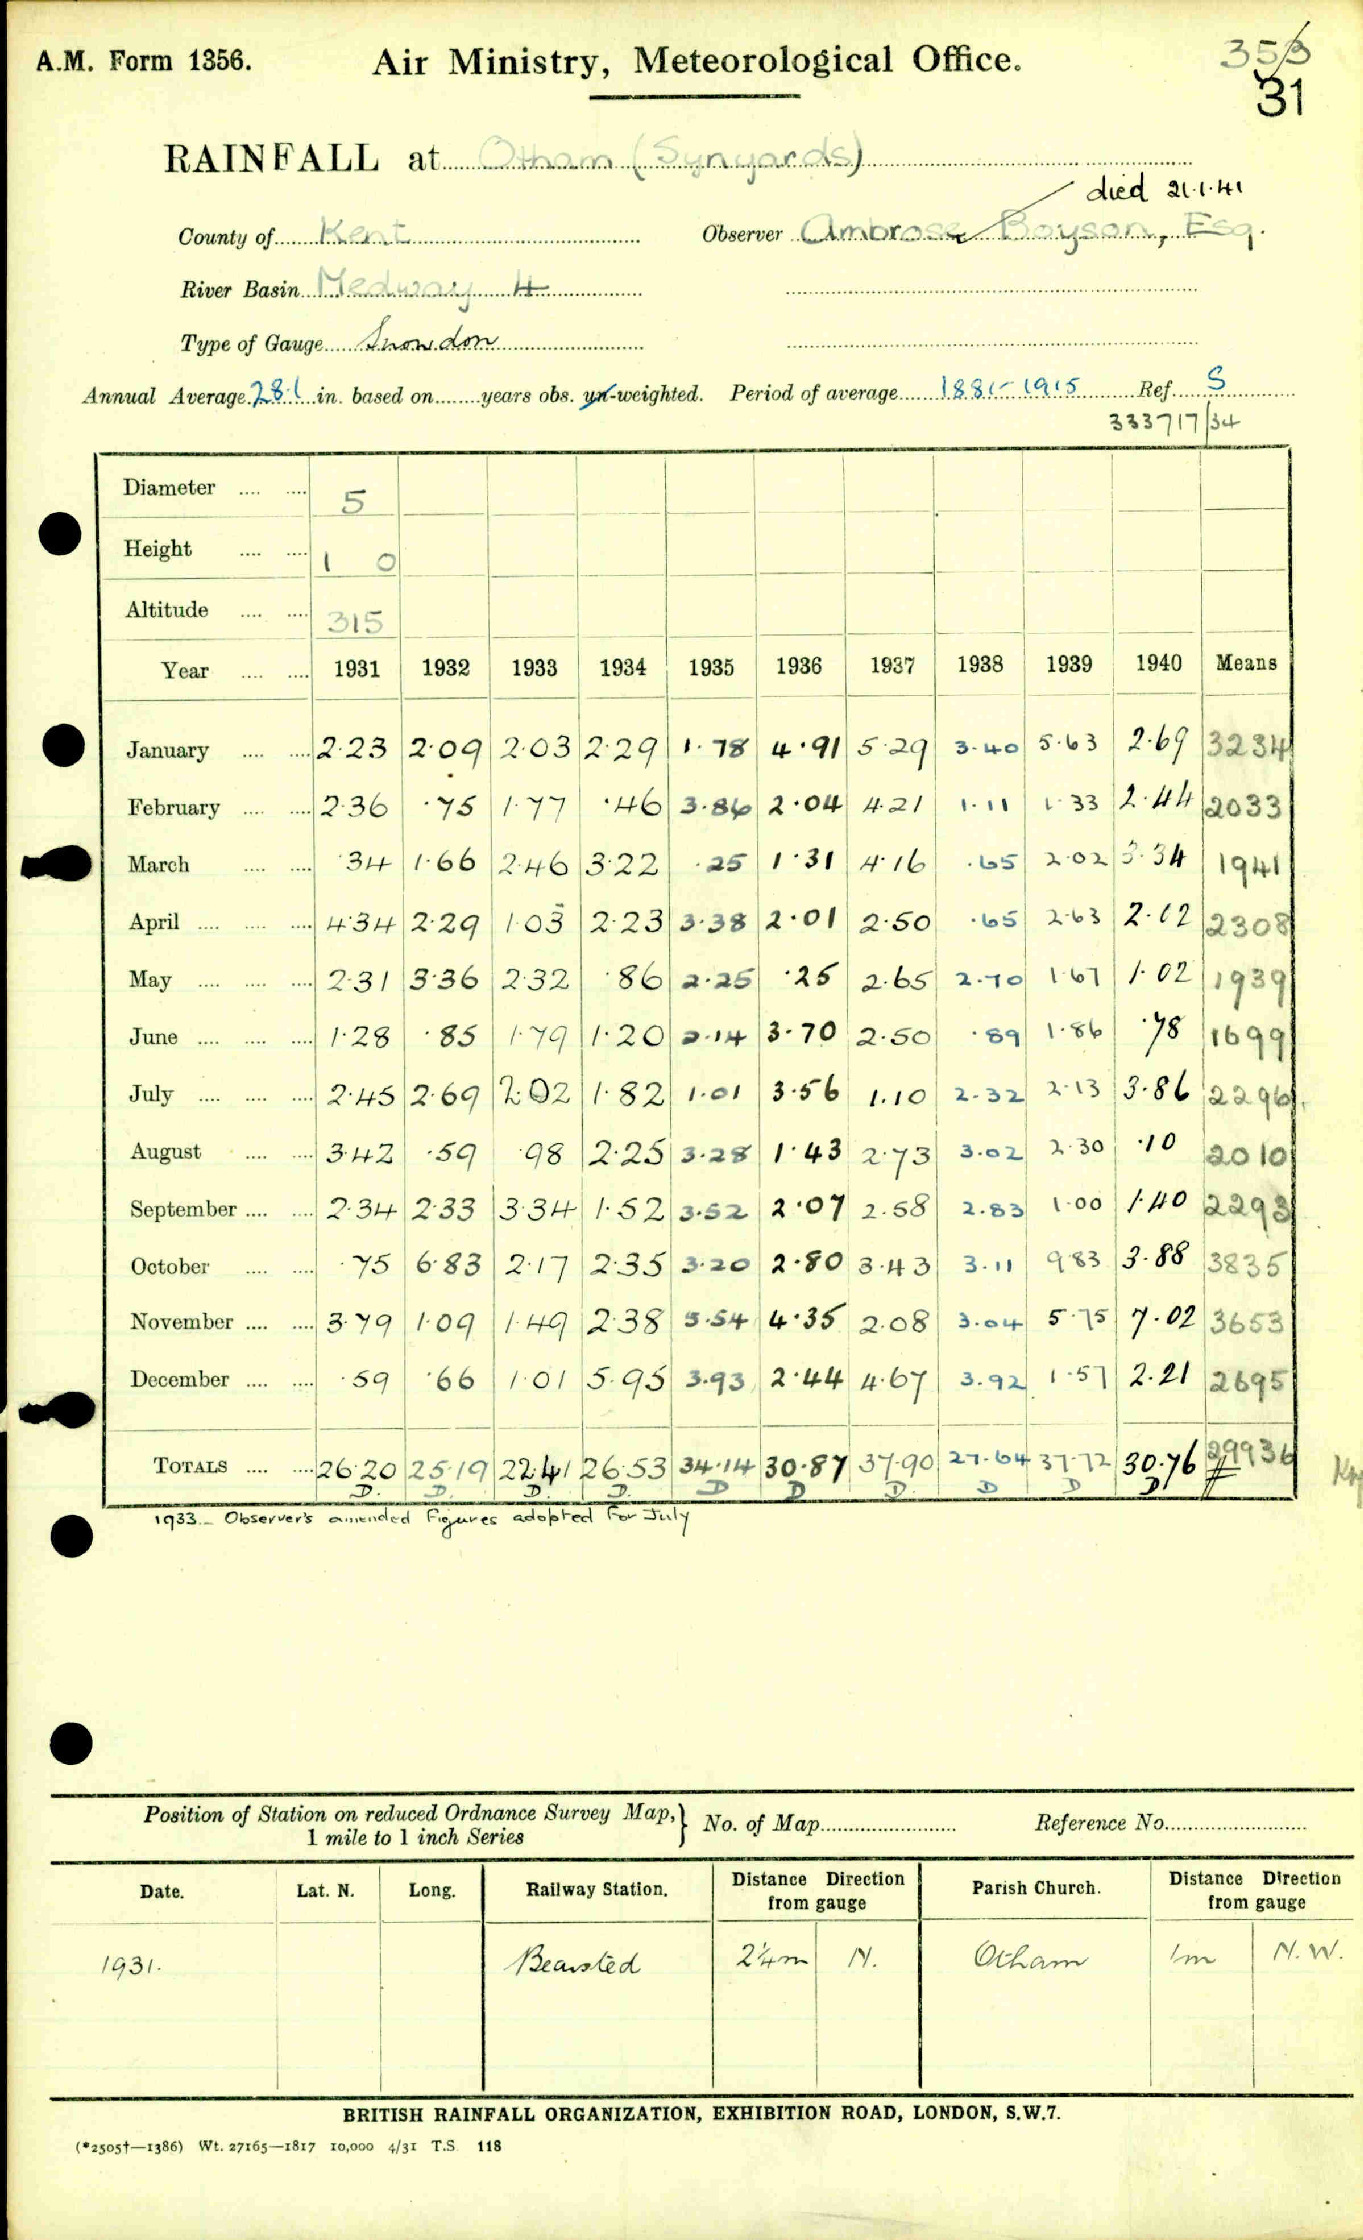 A.M. Form 1356. Air Ministry, Meteorological Office. 353
31
RAINFALL at Otham (Synyards)
died 21.1.41
County of Kent Observer Ambrose Boyson, Esq.
River Basin Medway 4
Type of Gauge Snowdon
Annual Average 28.1 in. based on years obs. un-weighted. Period of average 1881-1915 Ref. S
333717/34
Diameter 5
Height 1 0
Altitude 315
Year 1931 1932 1933 1934 1935 1936 1937 1938 1939 1940 Means
January 2.23 2.09 2.03 2.29 1.78 4.91 5.29 3.40 5.63 2.69 3234
February 2.36 .75 1.77 .46 3.86 2.04 4.21 1.11 1.33 2.44 2033
March .34 1.66 2.46 3.22 .25 1.31 4.16 .65 2.02 3.34 1941
April 4.34 2.29 1.03 2.23 3.38 2.01 2.50 .65 2.63 2.02 2308
May 2.31 3.36 2.32 .86 2.25 .25 2.65 2.70 1.67 1.02 1939
June 1.28 .85 1.79 1.20 2.14 3.70 2.50 .89 1.86 .78 1699
July 2.45 2.69 2.02 1.82 1.01 3.56 1.10 2.32 2.13 3.86 2296
August 3.42 .59 .98 2.25 3.28 1.43 2.73 3.02 2.30 .10 2010
September 2.34 2.33 3.34 1.52 3.52 2.07 2.58 2.83 1.00 1.40 2293
October .75 6.83 2.17 2.35 3.20 2.80 3.43 3.11 9.83 3.88 3835
November 3.79 1.09 1.49 2.38 5.54 4.35 2.08 3.04 5.75 7.02 3653
December .59 .66 1.01 5.95 3.93 2.44 4.67 3.92 1.57 2.21 2695
TOTALS 26.20 25.19 22.41 26.53 34.14 30.87 37.90 27.64 37.72 30.76 29936
D. D. D. D. D D D. D D D
1933.- Observer's amended Figures adopted For July
Position of Station on reduced Ordnance Survey Map, 1 mile to 1 inch Series } No. of Map Reference No.
Date. Lat. N. Long. Railway Station. Distance Direction from gauge Parish Church. Distance Direction from gauge
1931. Bearsted 2¼m N. Otham 1m N.W.
BRITISH RAINFALL ORGANIZATION, EXHIBITION ROAD, LONDON, S.W.7.
(*2505†—1386) Wt. 27165—1817 10,000 4/31 T.S. 118